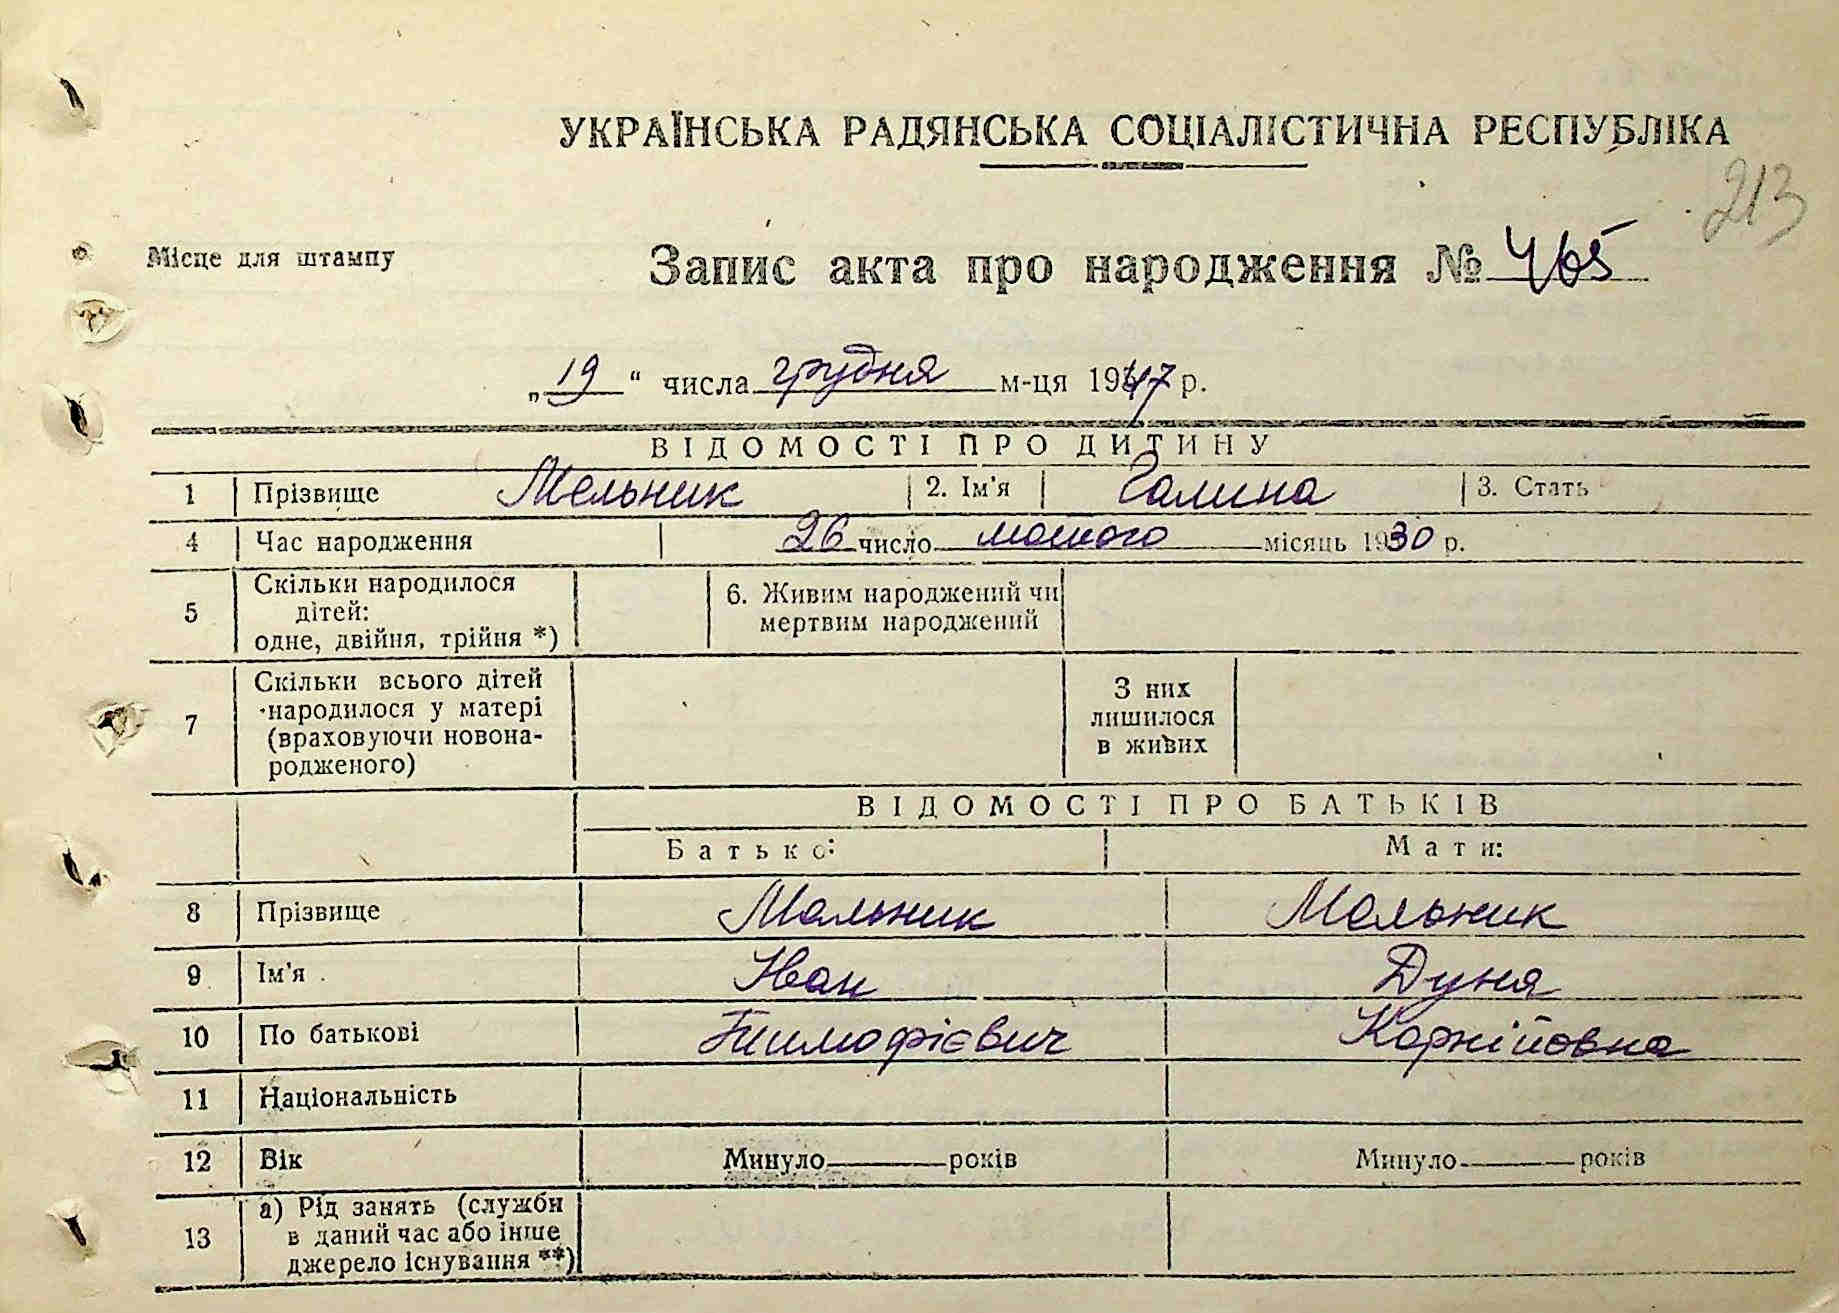 УКРАЇНСЬКА РАДЯНСЬКА СОЦІАЛІСТИЧНА РЕСПУБЛІКА
213
Місце для штампу
Запис акта про народження № 465
„19“ числа грудня м-ця 1947 р.
ВІДОМОСТІ ПРО ДИТИНУ
1 Прізвище Мельник 2. Ім'я Галина 3. Стать
4 Час народження 26 число лютого місяць 1930 р.
5 Скільки народилося дітей: одне, двійня, трійня *) 6. Живим народжений чи мертвим народжений
7 Скільки всього дітей народилося у матері (враховуючи новонародженого) З них лишилося в живих
ВІДОМОСТІ ПРО БАТЬКІВ
Батько: Мати:
8 Прізвище Мельник Мельник
9 Ім'я Іван Дуня
10 По батькові Тимофієвич Корнійовна
11 Національність
12 Вік Минуло років Минуло років
13 а) Рід занять (служби в даний час або інше джерело існування **)